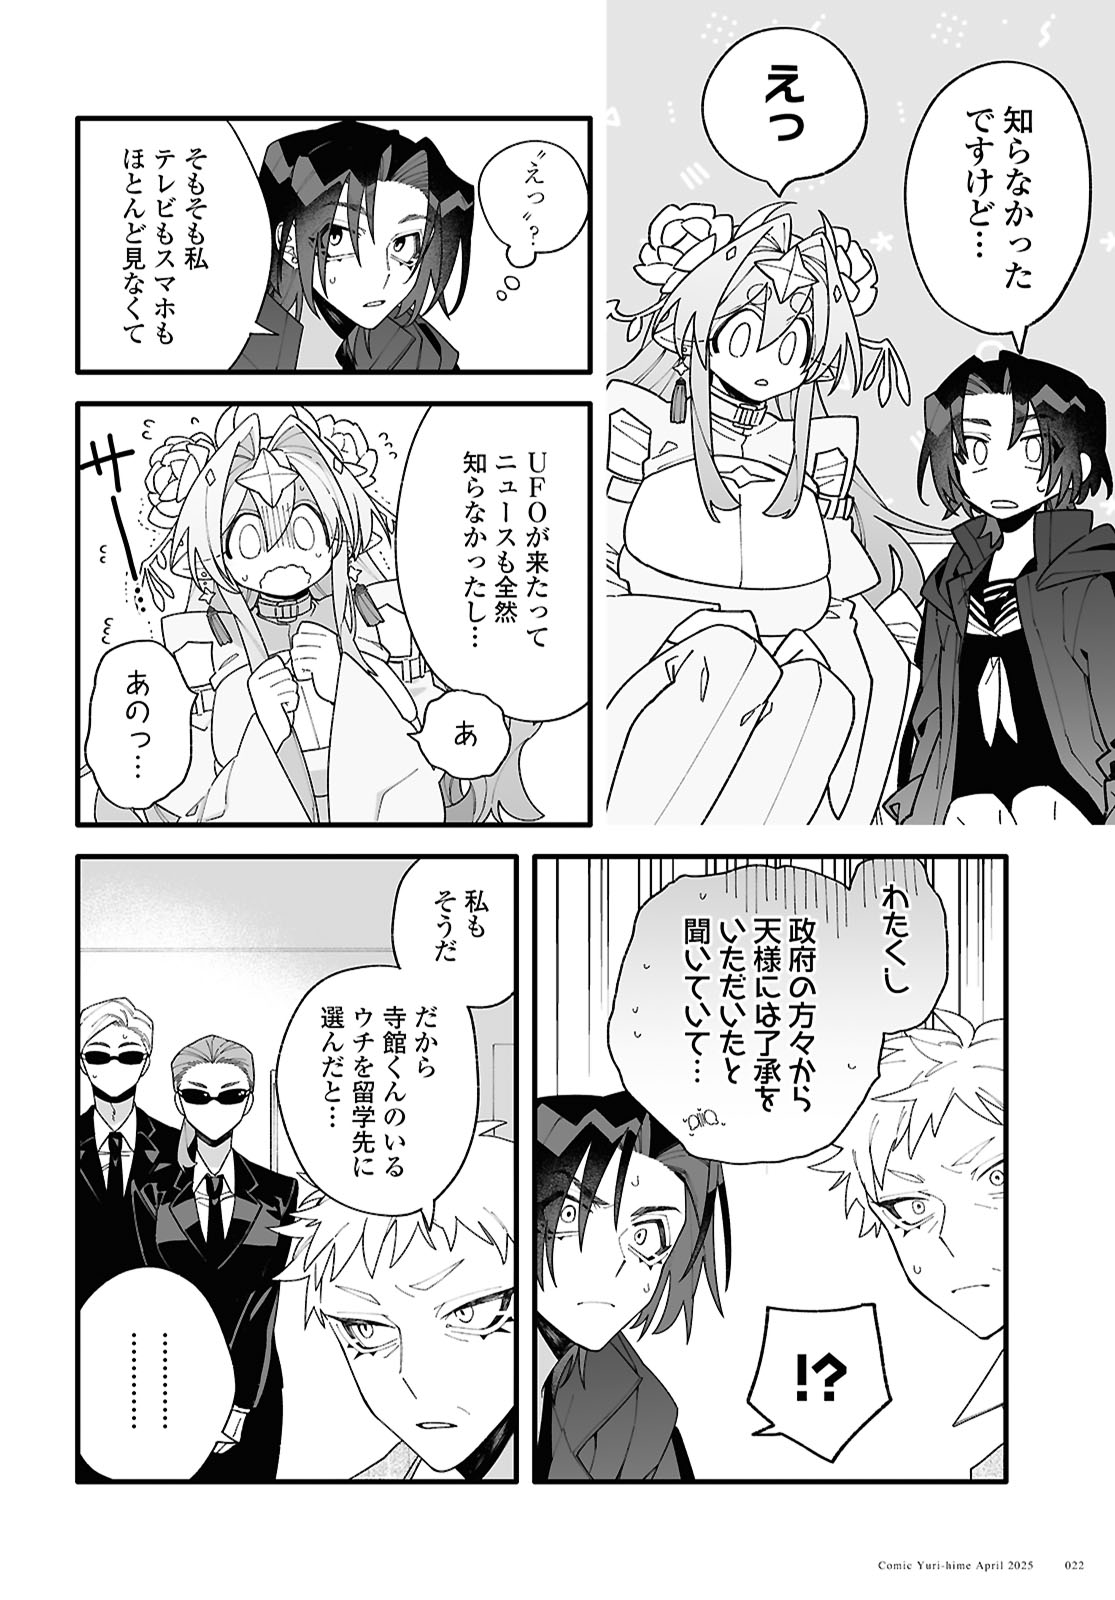 知らなかった
ですけど…
えっ
〝えっ〟?
そもそも私
テレビもスマホも
ほとんど見なくて
UFOが来たって
ニュースも全然
知らなかったし…
サーーー…
あ
あのっ…
わたくし
政府の方々から
天様には了承を
いただいたと
聞いていて…
!?
私も
そうだ
だから
寺館くんのいる
ウチを留学先に
選んだと…
………
…………
Comic Yuri-hime April 2025
022